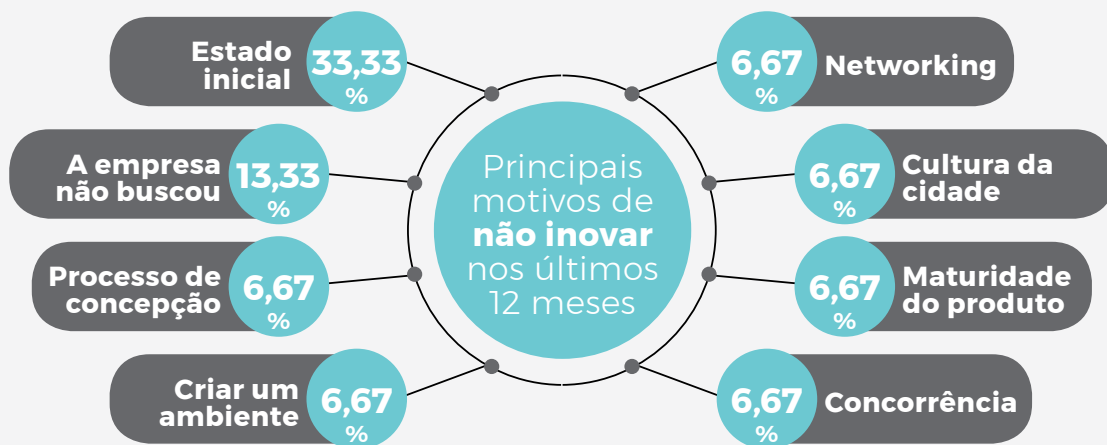 Principais
motivos de
não inovar
nos últimos
12 meses
Estado
inicial
33,33
%
A empresa
não buscou
13,33
%
Processo de
concepção
6,67
%
Criar um
ambiente
6,67
%
6,67
%
Networking
6,67
%
Cultura da
cidade
6,67
%
Maturidade
do produto
6,67
%
Concorrência